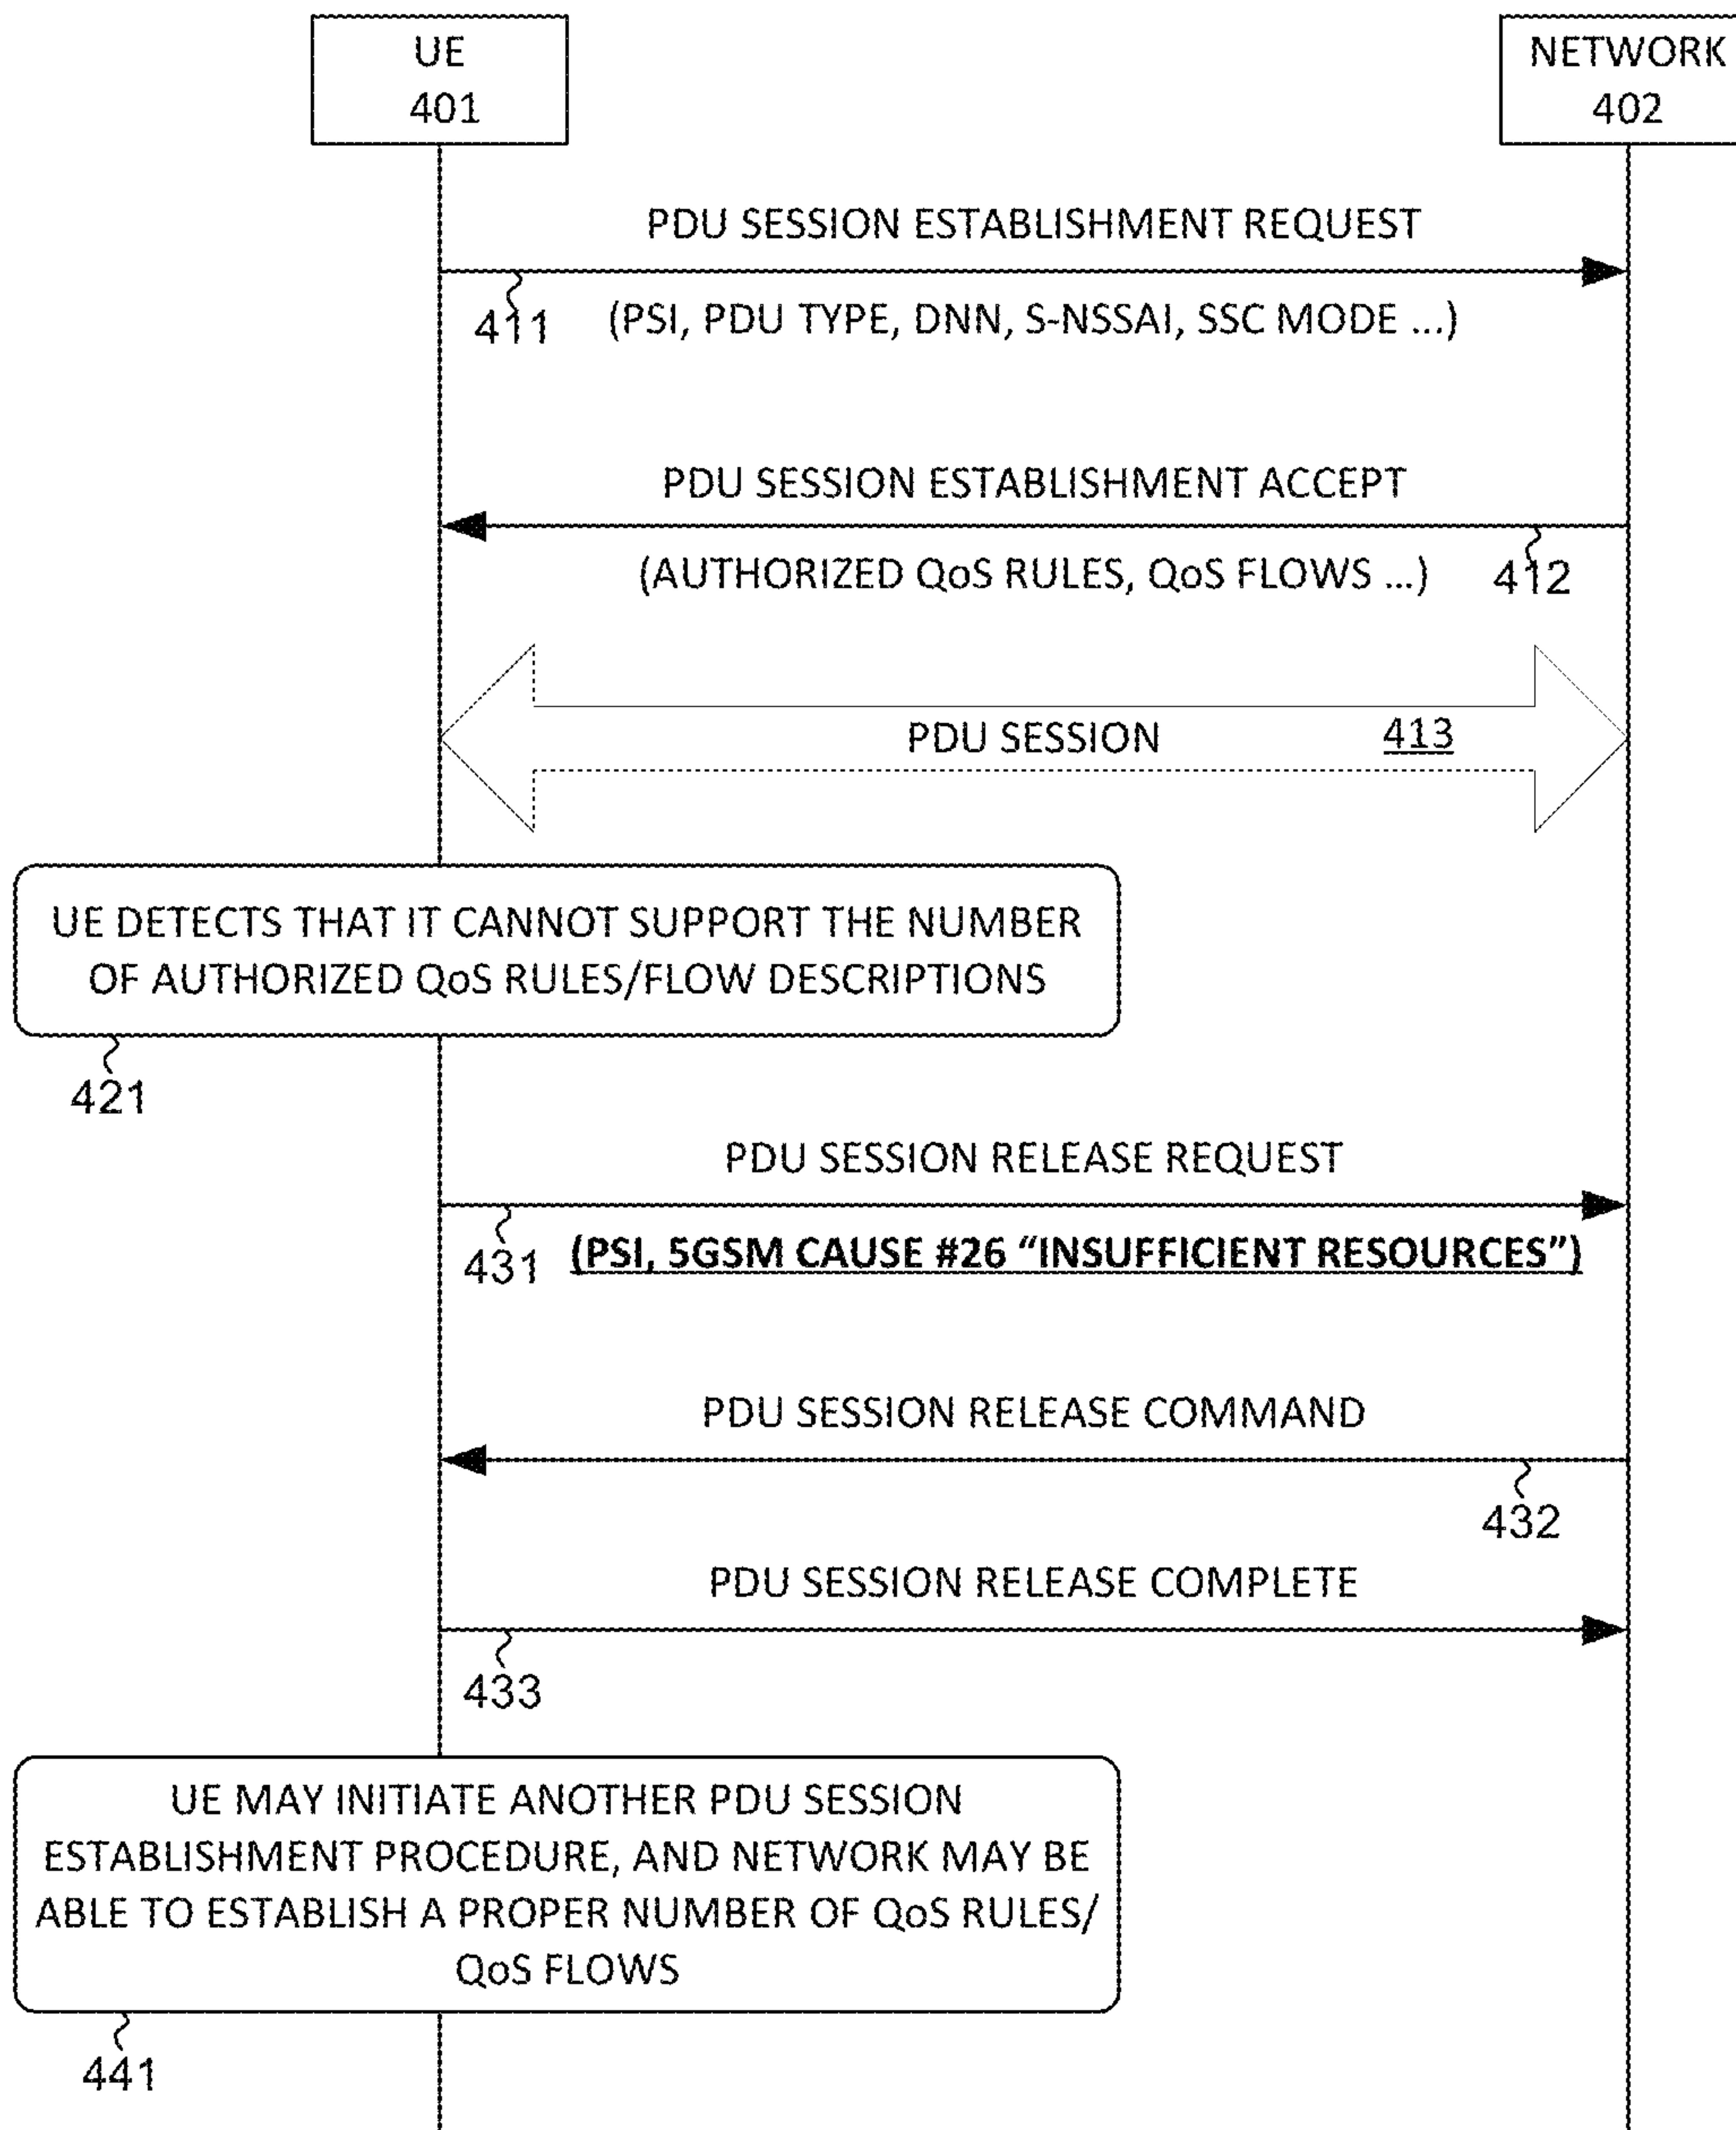 UE
401
NETWORK
402
PDU SESSION ESTABLISHMENT REQUEST
411
(PSI, PDU TYPE, DNN, S-NSSAI, SSC MODE ...)
PDU SESSION ESTABLISHMENT ACCEPT
(AUTHORIZED QoS RULES, QoS FLOWS ...)
412
PDU SESSION
413
UE DETECTS THAT IT CANNOT SUPPORT THE NUMBER
OF AUTHORIZED QoS RULES/FLOW DESCRIPTIONS
421
PDU SESSION RELEASE REQUEST
431
(PSI, 5GSM CAUSE #26 “INSUFFICIENT RESOURCES”)
PDU SESSION RELEASE COMMAND
432
PDU SESSION RELEASE COMPLETE
433
UE MAY INITIATE ANOTHER PDU SESSION
ESTABLISHMENT PROCEDURE, AND NETWORK MAY BE
ABLE TO ESTABLISH A PROPER NUMBER OF QoS RULES/
QoS FLOWS
441